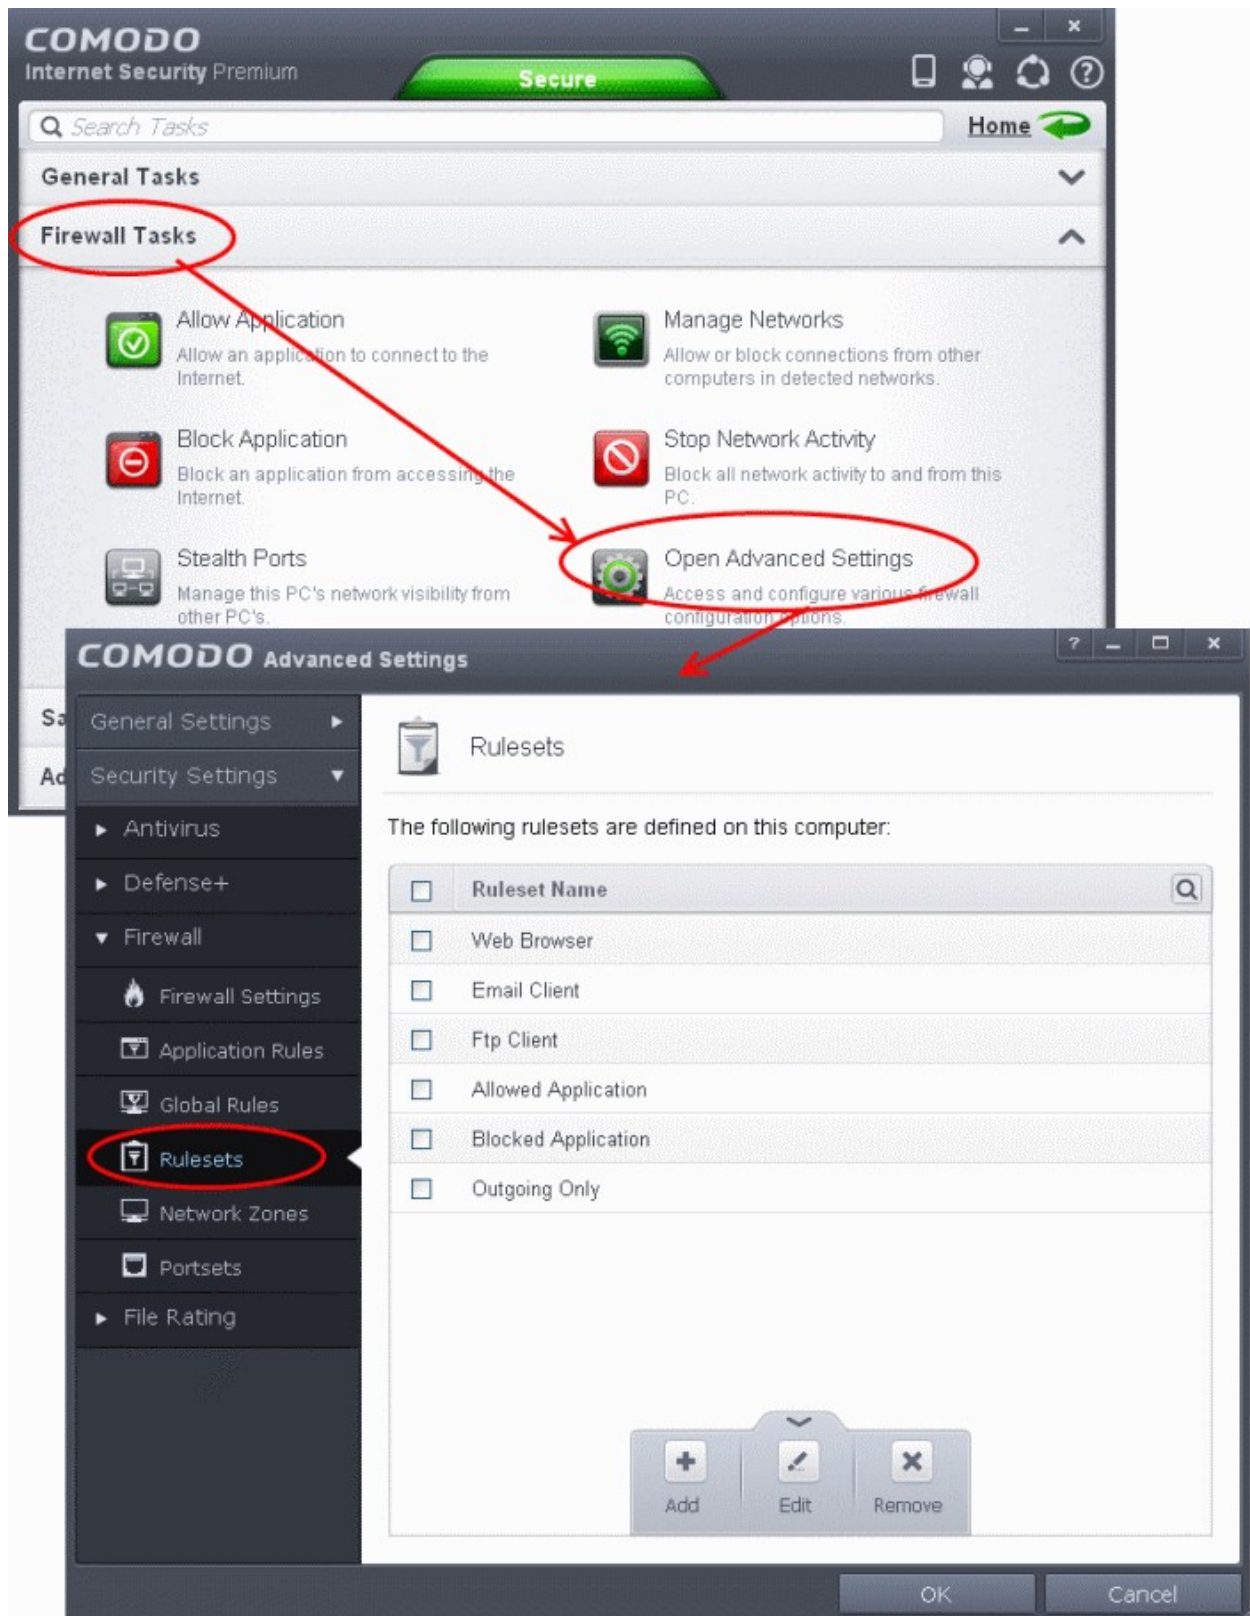 COMODO
Internet Security Premium
Secure
Search Tasks
Home
General Tasks
Firewall Tasks
Allow Application
Allow an application to connect to the
Internet.
Manage Networks
Allow or block connections from other
computers in detected networks.
Block Application
Block an application from accessing the
Internet.
Stop Network Activity
Block all network activity to and from this
PC.
Stealth Ports
Manage this PC's network visibility from
other PC's.
Open Advanced Settings
Access and configure various firewall
configuration options.
Sa
Ad
COMODO Advanced Settings
General Settings
Security Settings
Antivirus
Defense+
Firewall
Firewall Settings
Application Rules
Global Rules
Rulesets
Network Zones
Portsets
File Rating
Rulesets
The following rulesets are defined on this computer:
Ruleset Name
Web Browser
Email Client
Ftp Client
Allowed Application
Blocked Application
Outgoing Only
Add
Edit
Remove
OK
Cancel